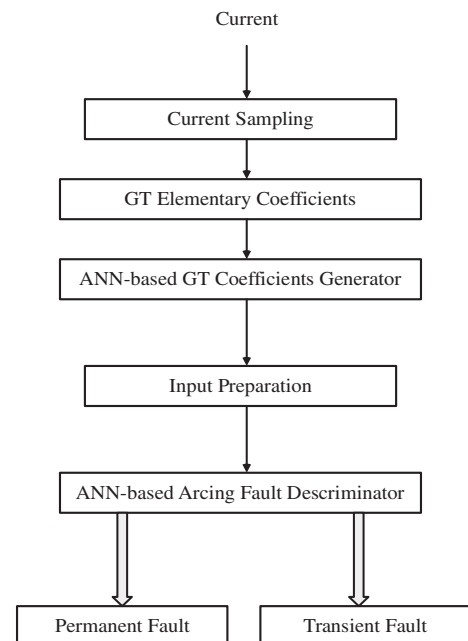 Current
Current Sampling
GT Elementary Coefficients
ANN-based GT Coefficients Generator
Input Preparation
ANN-based Arcing Fault Descriminator
Permanent Fault
Transient Fault